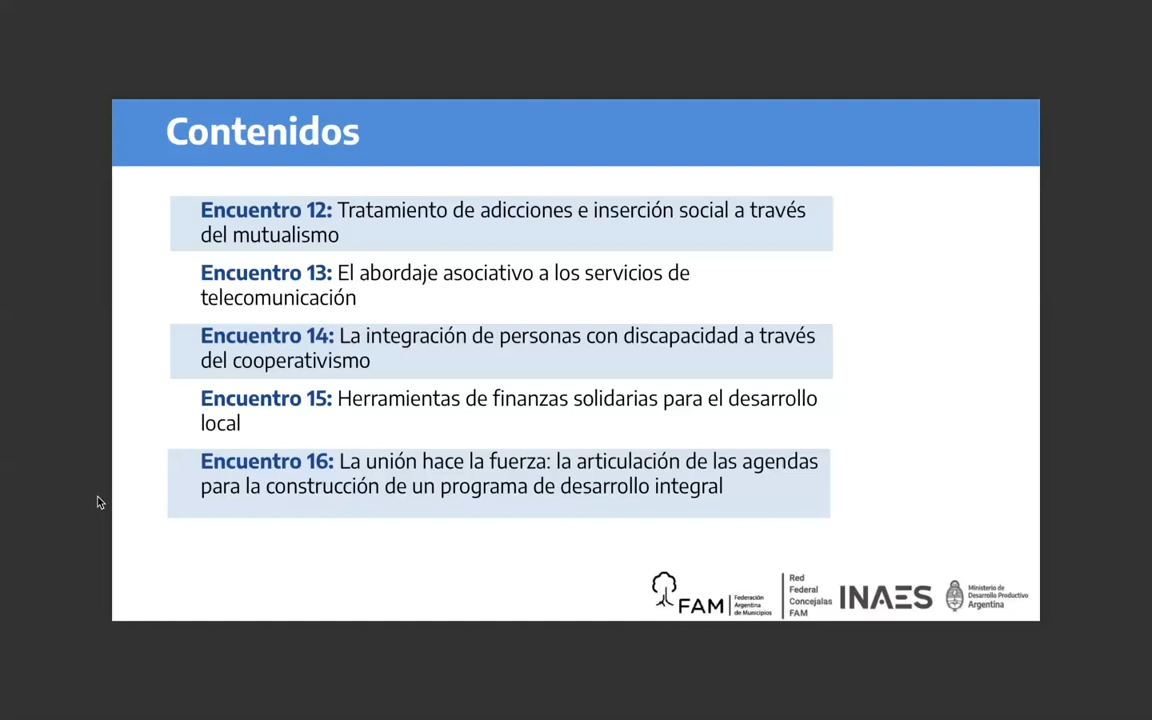 Contenidos
Encuentro 12: Tratamiento de adicciones e inserción social a través
del mutualismo
Encuentro 13: El abordaje asociativo a los servicios de
telecomunicación
Encuentro 14: La integración de personas con discapacidad a través
del cooperativismo
Encuentro 15: Herramientas de finanzas solidarias para el desarrollo
local
Encuentro 16: La unión hace la fuerza: la articulación de las agendas
para la construcción de un programa de desarrollo integral
FAM
Federación
Argentina
de Municipios
Red
Federal
Concejalas
FAM
INAES
Ministerio de
Desarrollo Productivo
Argentina